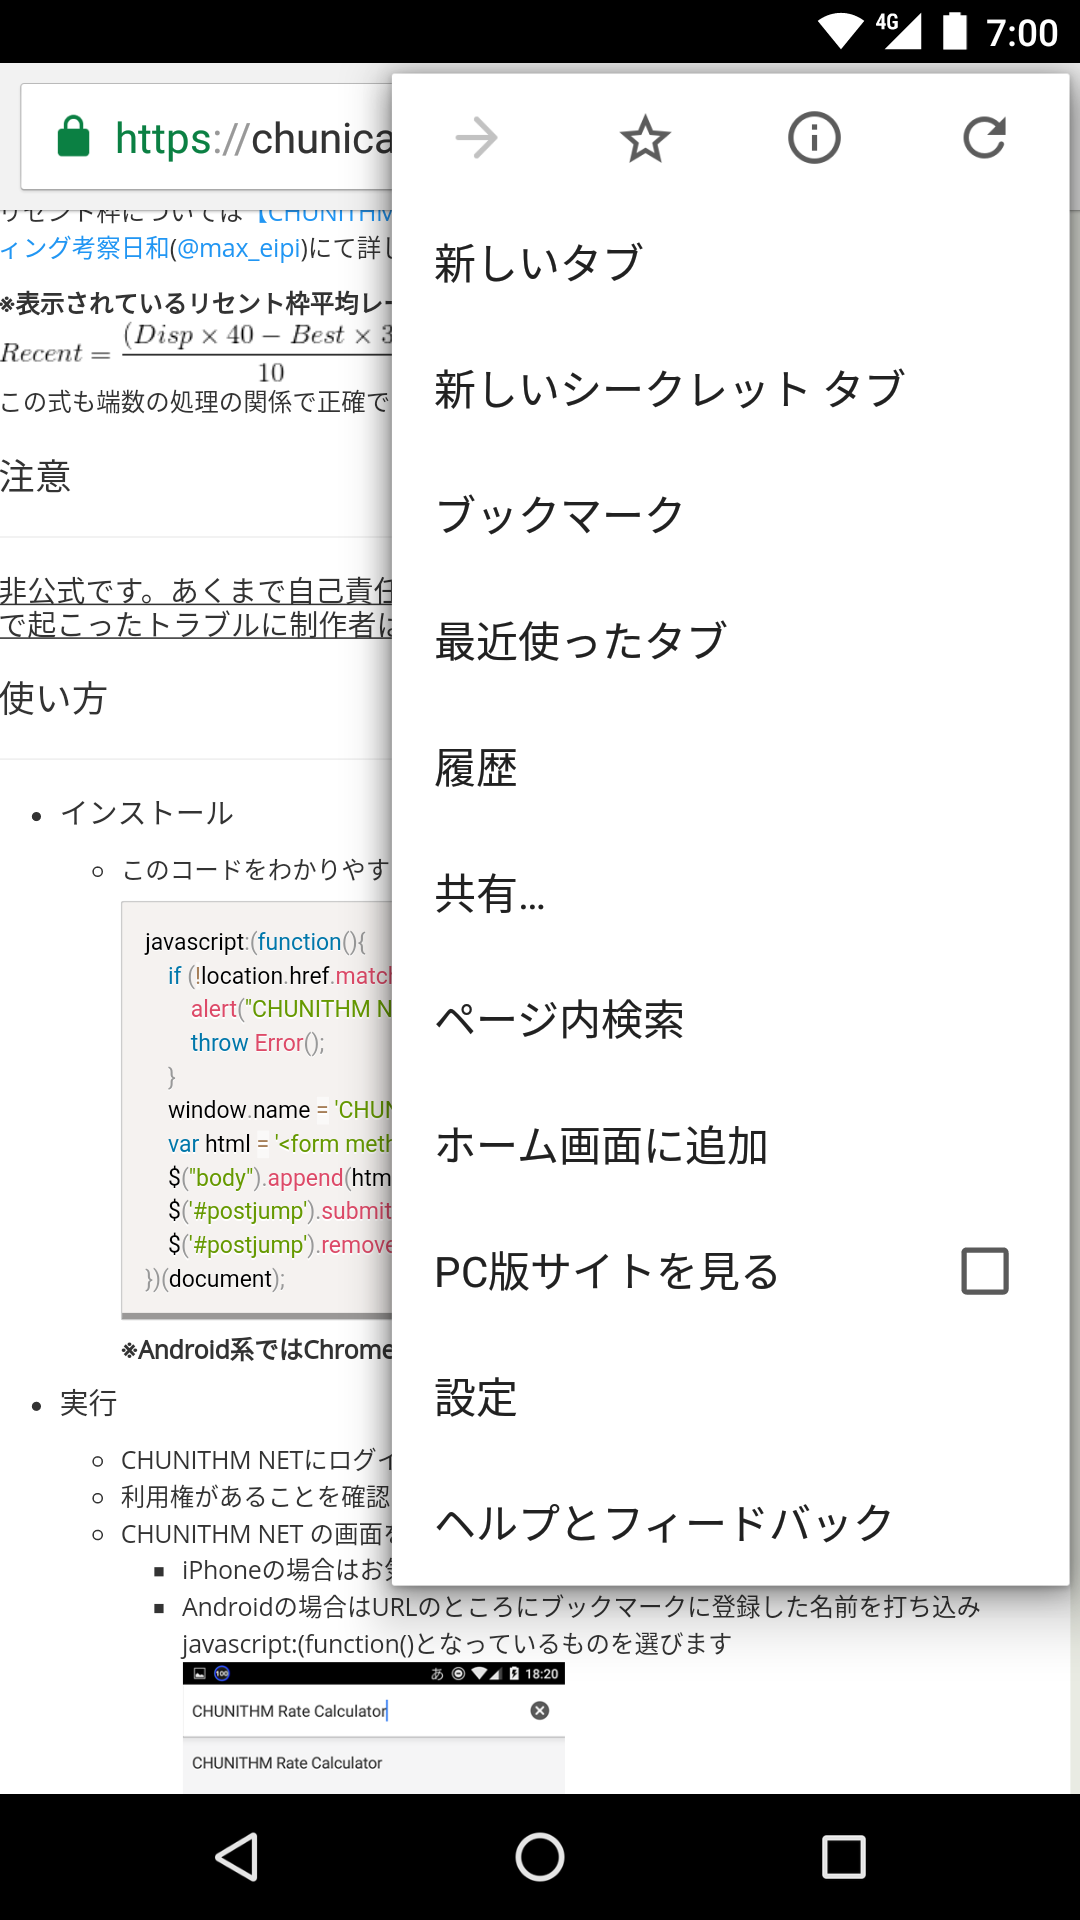 4G 7:00
https://chunica
リセント枠については【CHUNITHM
ィング考察日和(@max_eipi)にて詳し
※表示されているリセント枠平均レー
Recent = (Disp × 40 − Best × 3
10
この式も端数の処理の関係で正確で
注意
非公式です。あくまで自己責任
で起こったトラブルに制作者は
使い方
インストール
このコードをわかりやす
javascript:(function(){
if (!location.href.match
alert("CHUNITHM N
throw Error();
}
window.name = 'CHUN
var html = '<form meth
$("body").append(htm
$('#postjump').submit
$('#postjump').remove
})(document);
※Android系ではChrome
実行
CHUNITHM NETにログイ
利用権があることを確認
CHUNITHM NET の画面を
iPhoneの場合はお気
Androidの場合はURLのところにブックマークに登録した名前を打ち込み
javascript:(function()となっているものを選びます
100 あ 18:20
CHUNITHM Rate Calculator
CHUNITHM Rate Calculator
新しいタブ
新しいシークレット タブ
ブックマーク
最近使ったタブ
履歴
共有...
ページ内検索
ホーム画面に追加
PC版サイトを見る
設定
ヘルプとフィードバック